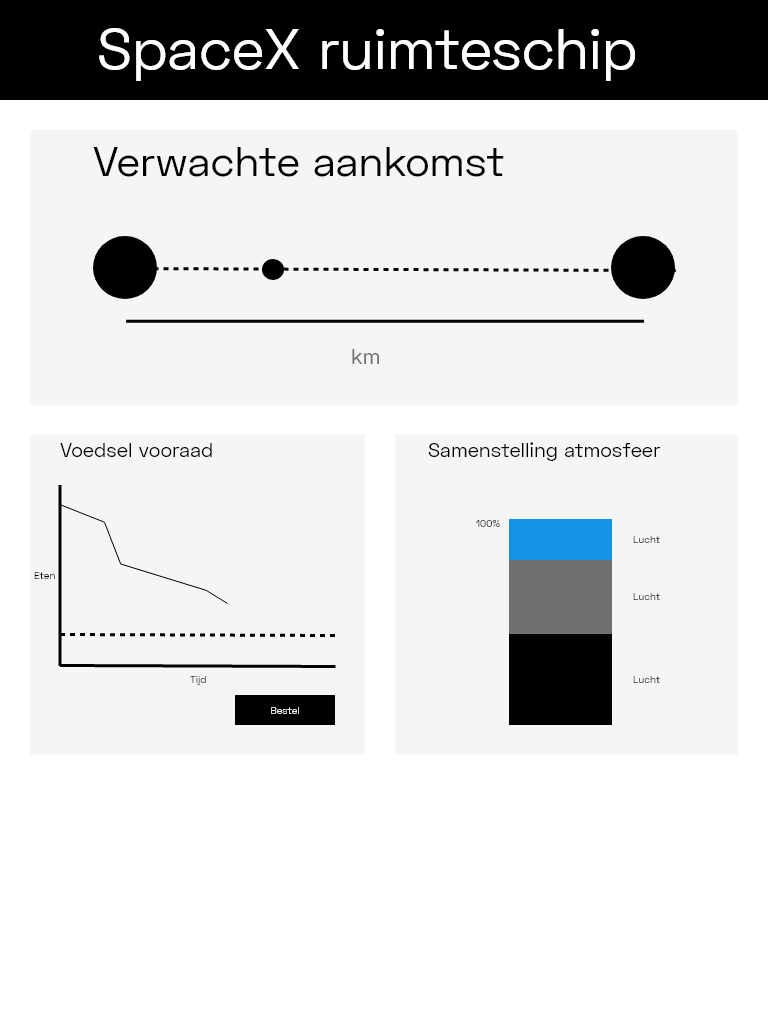 SpaceX ruimteschip
Verwachte aankomst
km
Voedsel vooraad
Eten
Tijd
Bestel
Samenstelling atmosfeer
100%
Lucht
Lucht
Lucht